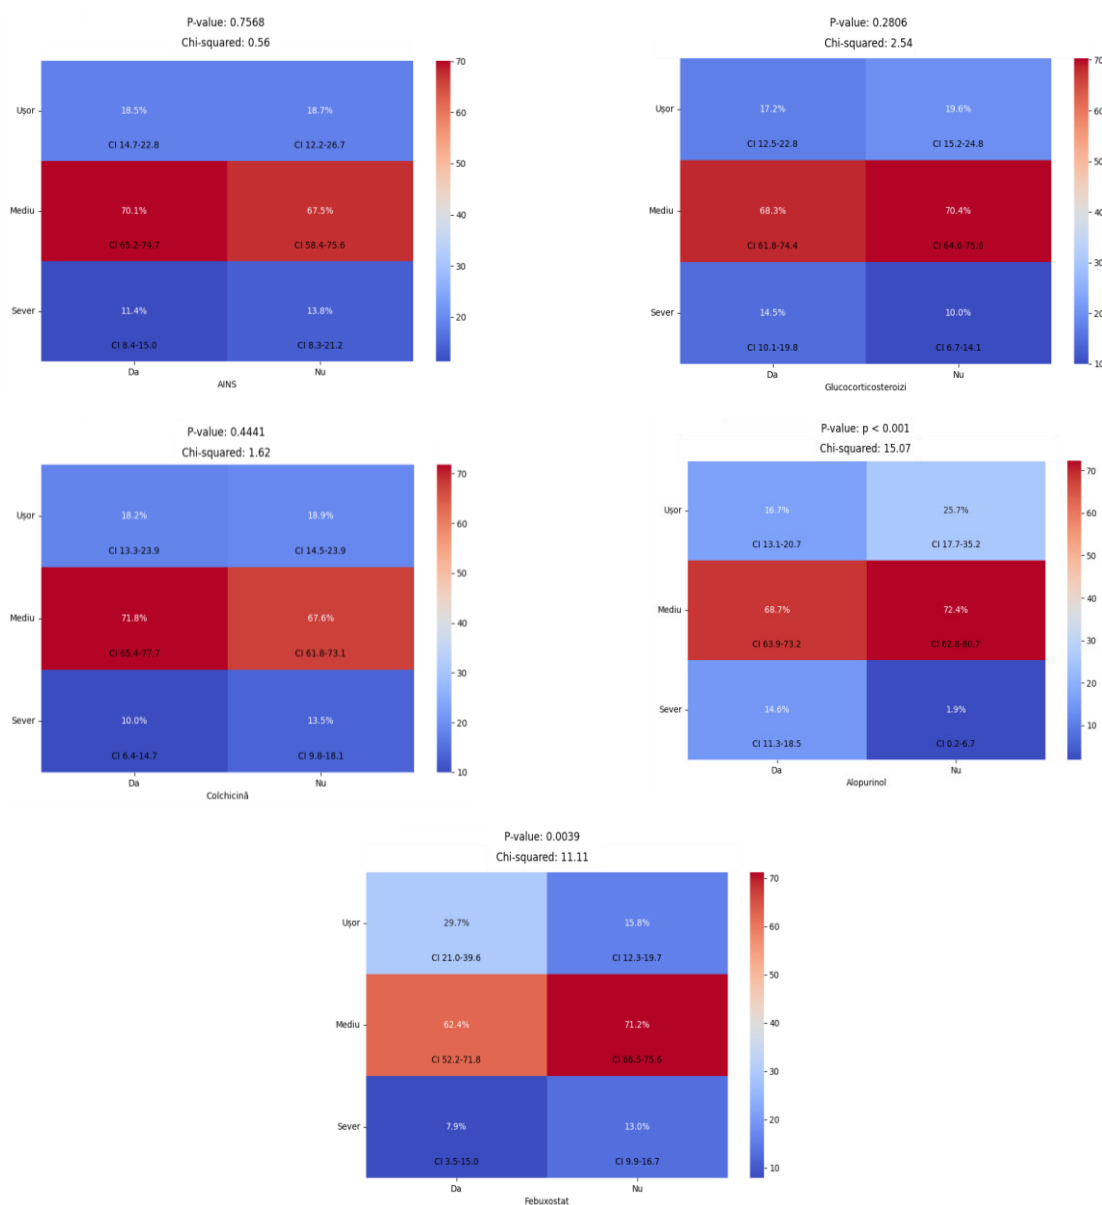 P-value: 0.7568
Chi-squared: 0.56
70
Ușor
18.5%
18.7%
60
CI 14.7-22.8
CI 12.2-26.7
50
Mediu
70.1%
67.5%
40
CI 65.2-74.7
CI 58.4-75.6
30
Sever
11.4%
13.8%
20
CI 8.4-15.0
CI 8.3-21.2
Da
Nu
AINS
P-value: 0.2806
Chi-squared: 2.54
70
Ușor
17.2%
19.6%
60
CI 12.5-22.8
CI 15.2-24.8
50
Mediu
68.3%
70.4%
40
CI 61.8-74.4
CI 64.6-75.6
30
Sever
14.5%
10.0%
20
CI 10.1-19.8
CI 6.7-14.1
10
Da
Nu
Glucocorticosteroizi
P-value: 0.4441
Chi-squared: 1.62
70
Ușor
18.2%
18.9%
60
CI 13.3-23.9
CI 14.5-23.9
50
Mediu
71.8%
67.6%
40
CI 65.4-77.7
CI 61.8-73.1
30
Sever
10.0%
13.5%
20
CI 6.4-14.7
CI 9.8-18.1
10
Da
Nu
Colchicină
P-value: p < 0.001
Chi-squared: 15.07
70
Ușor
16.7%
25.7%
60
CI 13.1-20.7
CI 17.7-35.2
50
Mediu
68.7%
72.4%
40
CI 63.9-73.2
CI 62.8-80.7
30
Sever
14.6%
1.9%
20
CI 11.3-18.5
CI 0.2-6.7
10
Da
Nu
Alopurinol
P-value: 0.0039
Chi-squared: 11.11
70
Ușor
29.7%
15.8%
60
CI 21.0-39.6
CI 12.3-19.7
50
Mediu
62.4%
71.2%
40
CI 52.2-71.8
CI 66.5-75.6
30
Sever
7.9%
13.0%
20
CI 3.5-15.0
CI 9.9-16.7
10
Da
Nu
Febuxostat